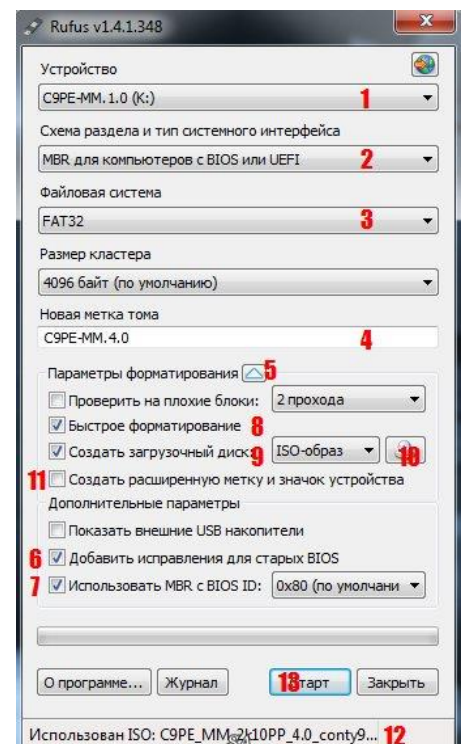 Rufus v1.4.1.348
Устройство
C9PE-MM.1.0 (K:) 1
Схема раздела и тип системного интерфейса
MBR для компьютеров с BIOS или UEFI 2
Файловая система
FAT32 3
Размер кластера
4096 байт (по умолчанию)
Новая метка тома
C9PE-MM.4.0 4
Параметры форматирования 5
Проверить на плохие блоки: 2 прохода
Быстрое форматирование 8
Создать загрузочный диск: 9 ISO-образ 10
11 Создать расширенную метку и значок устройства
Дополнительные параметры
Показать внешние USB накопители
6 Добавить исправления для старых BIOS
7 Использовать MBR с BIOS ID: 0x80 (по умолчани
О программе... Журнал 13 Старт Закрыть
Использован ISO: C9PE_MM_2k10PP_4.0_conty9... 12